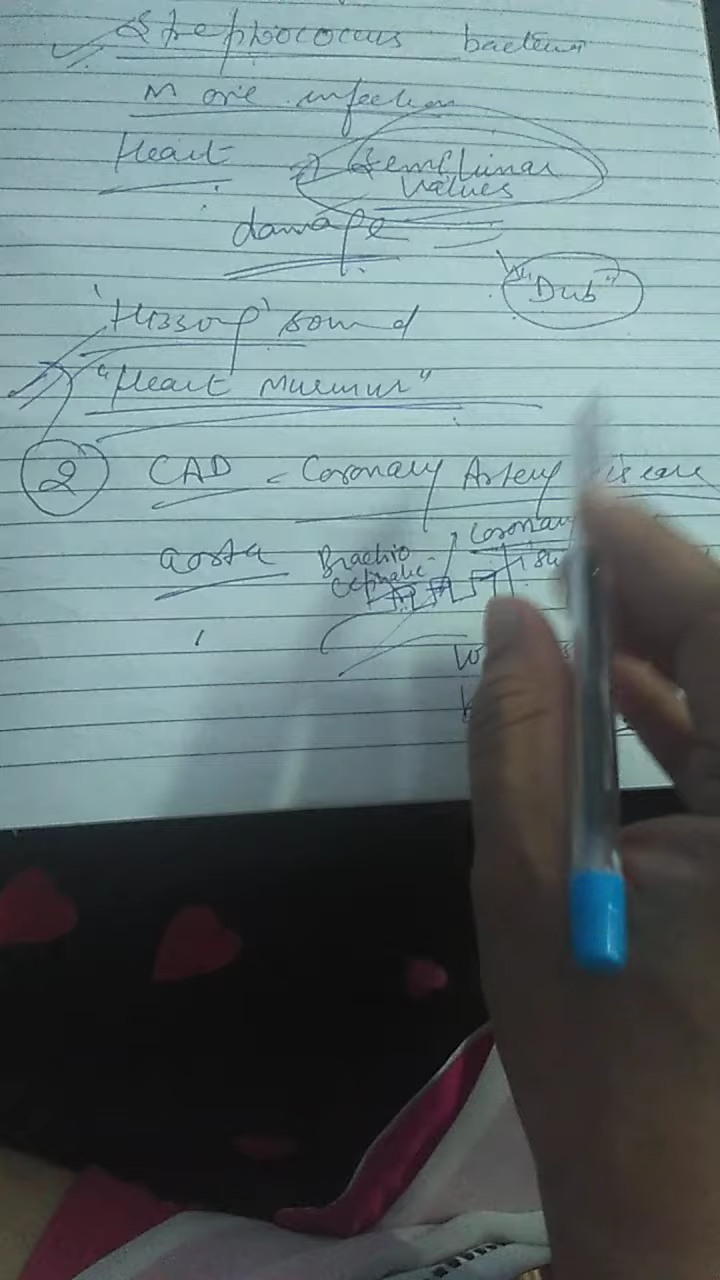 Streptococcus bacteria
More infection
Heart → Semilunar
valves
damage
"Dub"
'Hissing' sound
"Heart Murmur"
2 CAD = Coronary Artery Disease
aorta Brachio Coronary
Cephalic